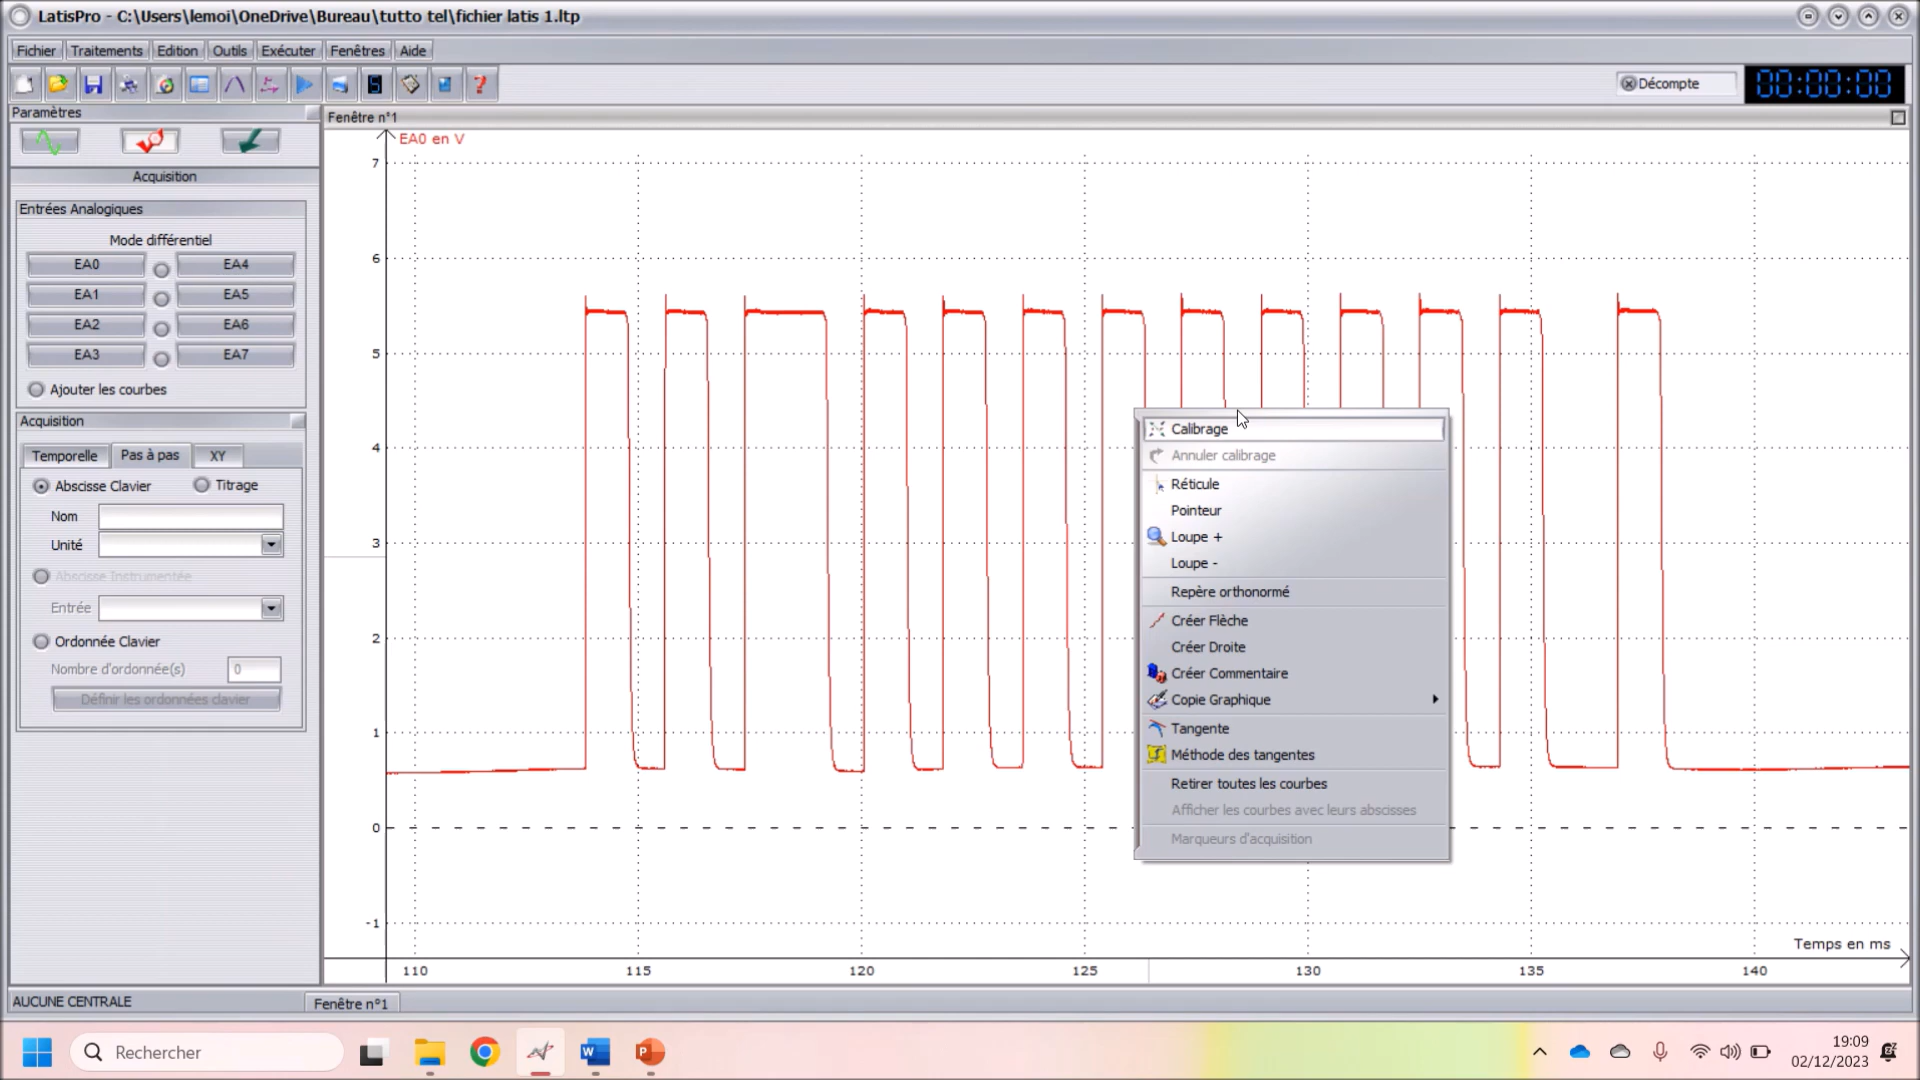 LatisPro - C:\Users\lemoi\OneDrive\Bureau\tutto tel\fichier latis 1.ltp
Fichier Traitements Edition Outils Exécuter Fenêtres Aide
Décompte 00:00:00
Paramètres
Acquisition
Entrées Analogiques
Mode différentiel
EA0 EA4
EA1 EA5
EA2 EA6
EA3 EA7
Ajouter les courbes
Acquisition
Temporelle Pas à pas XY
Abscisse Clavier Titrage
Nom
Unité
Abscisse Instrumentée
Entrée
Ordonnée Clavier
Nombre d'ordonnée(s) 0
Définir les ordonnées clavier
Fenêtre n°1
EA0 en V
7
6
5
4
3
2
1
0
-1
Temps en ms
110 115 120 125 130 135 140
Calibrage
Annuler calibrage
Réticule
Pointeur
Loupe +
Loupe -
Repère orthonormé
Créer Flèche
Créer Droite
Créer Commentaire
Copie Graphique
Tangente
Méthode des tangentes
Retirer toutes les courbes
Afficher les courbes avec leurs abscisses
Marqueurs d'acquisition
AUCUNE CENTRALE
Fenêtre n°1
Rechercher
19:09
02/12/2023